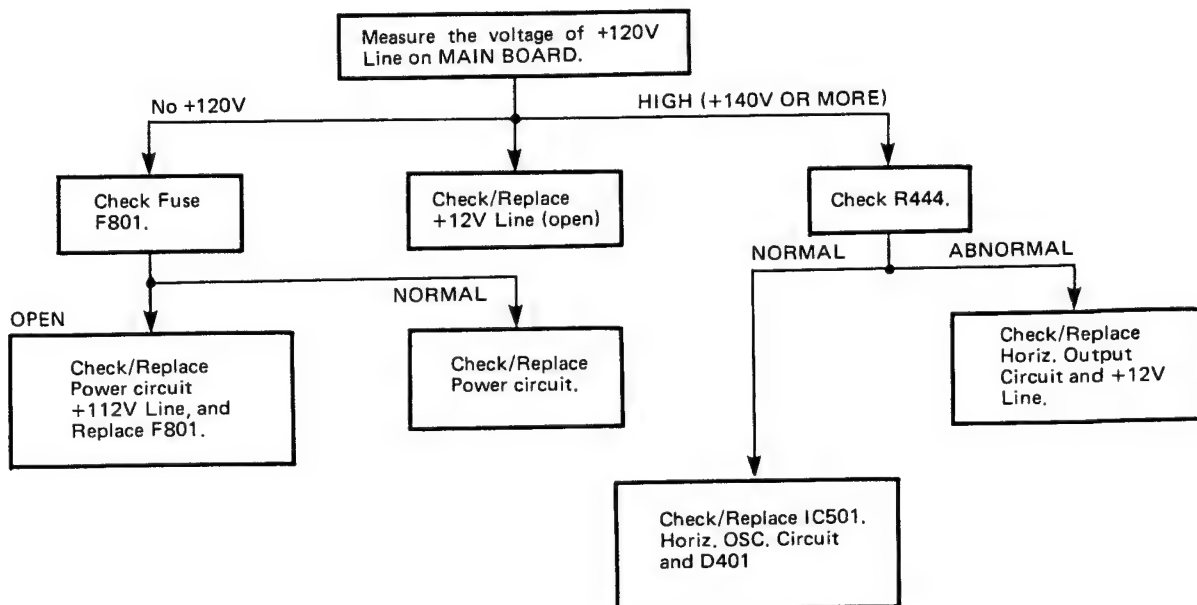 Measure the voltage of +120V
Line on MAIN BOARD.
No +120V
HIGH (+140V OR MORE)
Check Fuse
F801.
Check/Replace
+12V Line (open)
Check R444.
NORMAL
ABNORMAL
OPEN
NORMAL
Check/Replace
Power circuit
+112V Line, and
Replace F801.
Check/Replace
Power circuit.
Check/Replace
Horiz. Output
Circuit and +12V
Line.
Check/Replace IC501.
Horiz. OSC. Circuit
and D401